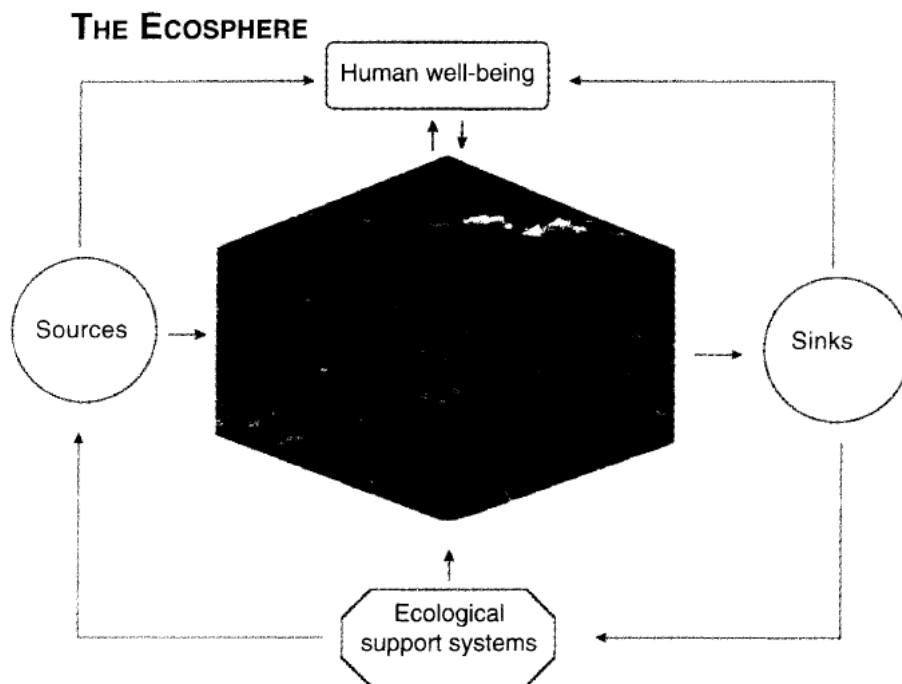 THE ECOSPHERE
Human well-being
Sources
Sinks
Ecological
support systems